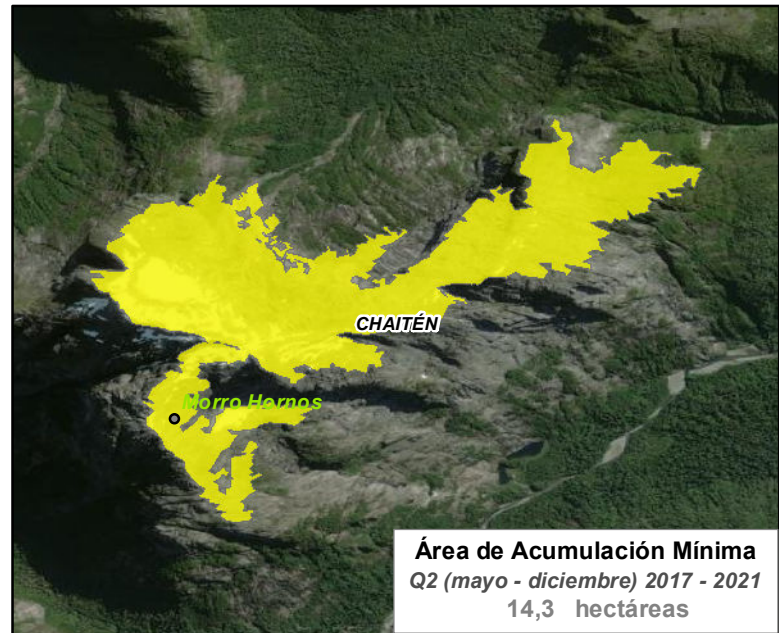 CHAITÉN
Morro Hornos
Área de Acumulación Mínima
Q2 (mayo - diciembre) 2017 - 2021
14,3 hectáreas